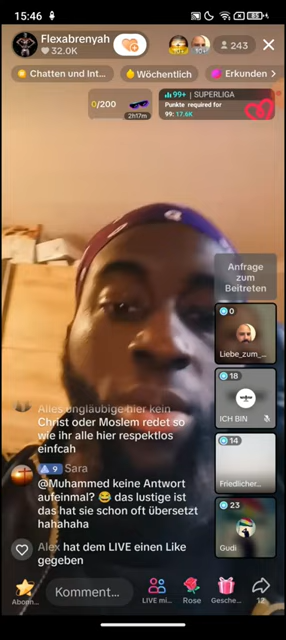 15:46
85
Flexabrenyah
32.0K
243
Chatten und Int...
Wöchentlich
Erkunden >
0/200
2h17m
99+ | SUPERLIGA
Punkte required for
99: 17.6K
Anfrage
zum
Beitreten
0
Liebe_zum_...
18
ICH BIN
14
Friedlicher...
23
Gudi
Alles ungläubige hier kein
Christ oder Moslem redet so
wie ihr alle hier respektlos
einfcah
9 Sara
@Muhammed keine Antwort
aufeinmal? 😂 das lustige ist
das hat sie schon oft übersetzt
hahahaha
Alex hat dem LIVE einen Like
gegeben
Abonn...
Komment...
LIVE mi...
Rose
Gesche...
12